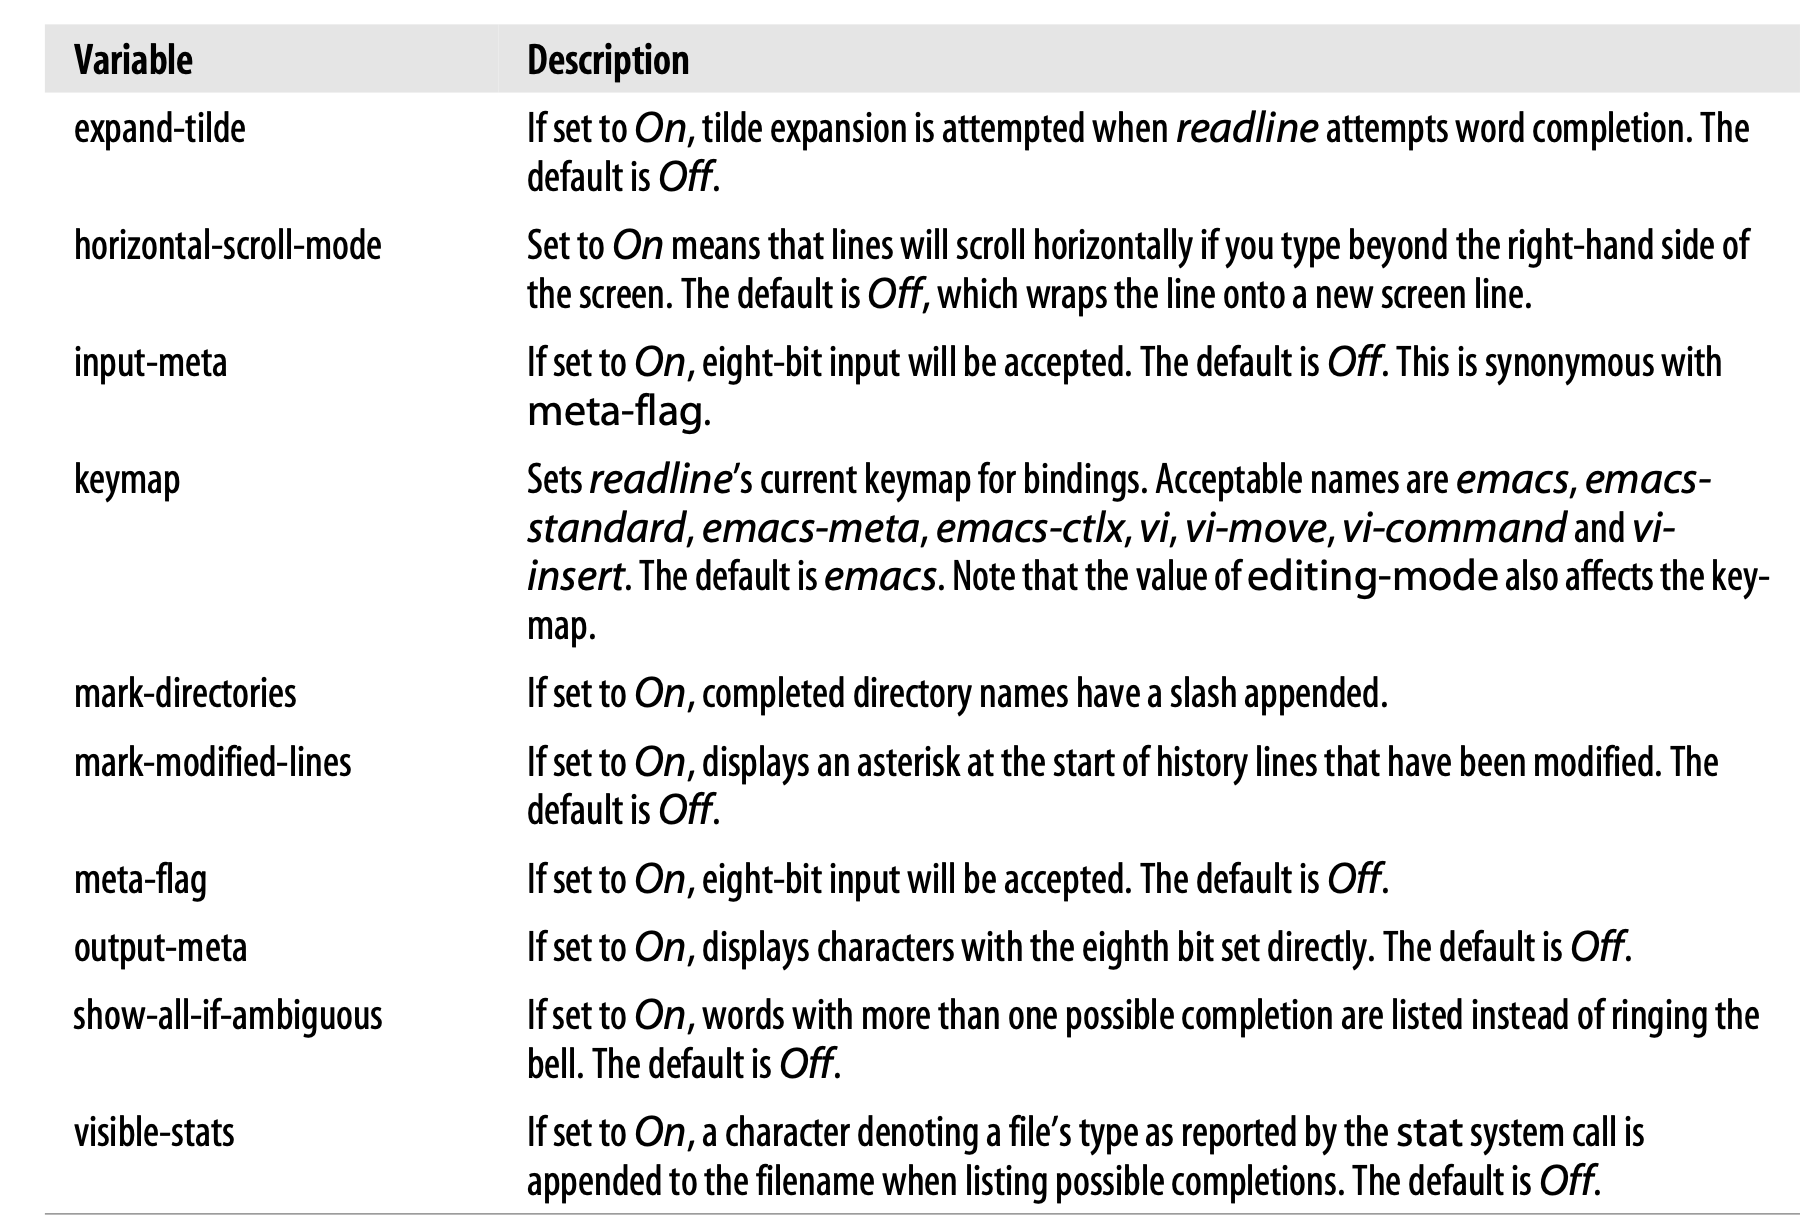 Variable Description
expand-tilde If set to On, tilde expansion is attempted when readline attempts word completion. The
default is Off.
horizontal-scroll-mode Set to On means that lines will scroll horizontally if you type beyond the right-hand side of
the screen. The default is Off, which wraps the line onto a new screen line.
input-meta If set to On, eight-bit input will be accepted. The default is Off. This is synonymous with
meta-flag.
keymap Sets readline’s current keymap for bindings. Acceptable names are emacs, emacs-
standard, emacs-meta, emacs-ctlx, vi, vi-move, vi-command and vi-
insert. The default is emacs. Note that the value of editing-mode also affects the key-
map.
mark-directories If set to On, completed directory names have a slash appended.
mark-modified-lines If set to On, displays an asterisk at the start of history lines that have been modified. The
default is Off.
meta-flag If set to On, eight-bit input will be accepted. The default is Off.
output-meta If set to On, displays characters with the eighth bit set directly. The default is Off.
show-all-if-ambiguous If set to On, words with more than one possible completion are listed instead of ringing the
bell. The default is Off.
visible-stats If set to On, a character denoting a file’s type as reported by the stat system call is
appended to the filename when listing possible completions. The default is Off.